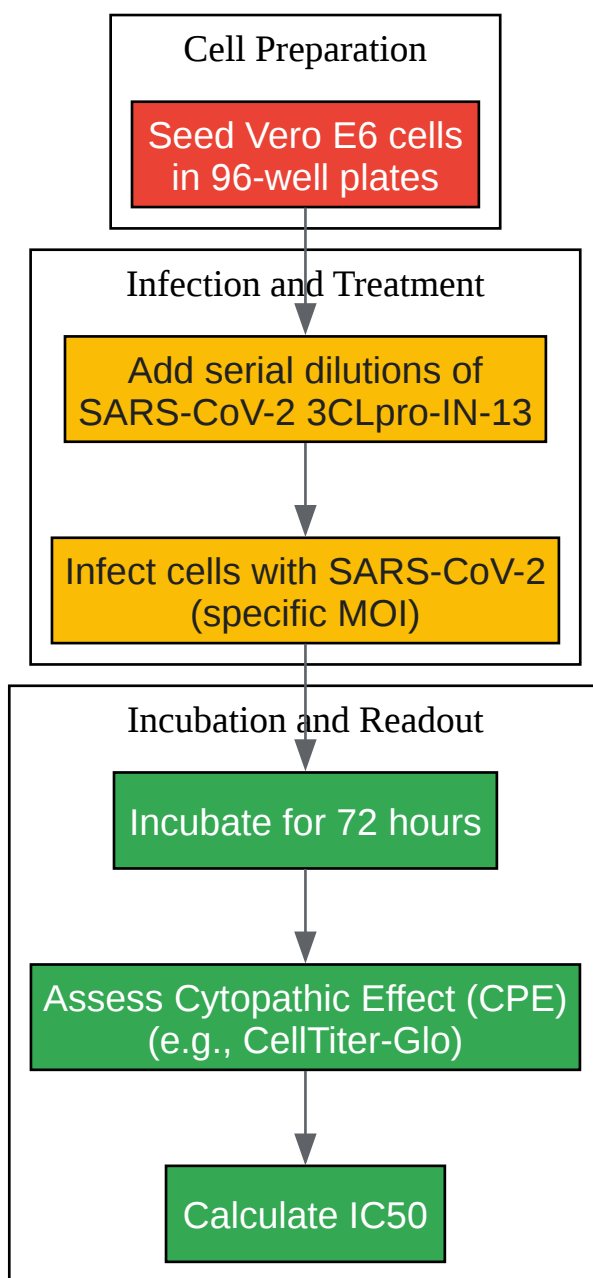 Cell Preparation
Seed Vero E6 cells
in 96-well plates
Infection and Treatment
Add serial dilutions of
SARS-CoV-2 3CLpro-IN-13
Infect cells with SARS-CoV-2
(specific MOI)
Incubation and Readout
Incubate for 72 hours
Assess Cytopathic Effect (CPE)
(e.g., CellTiter-Glo)
Calculate IC50